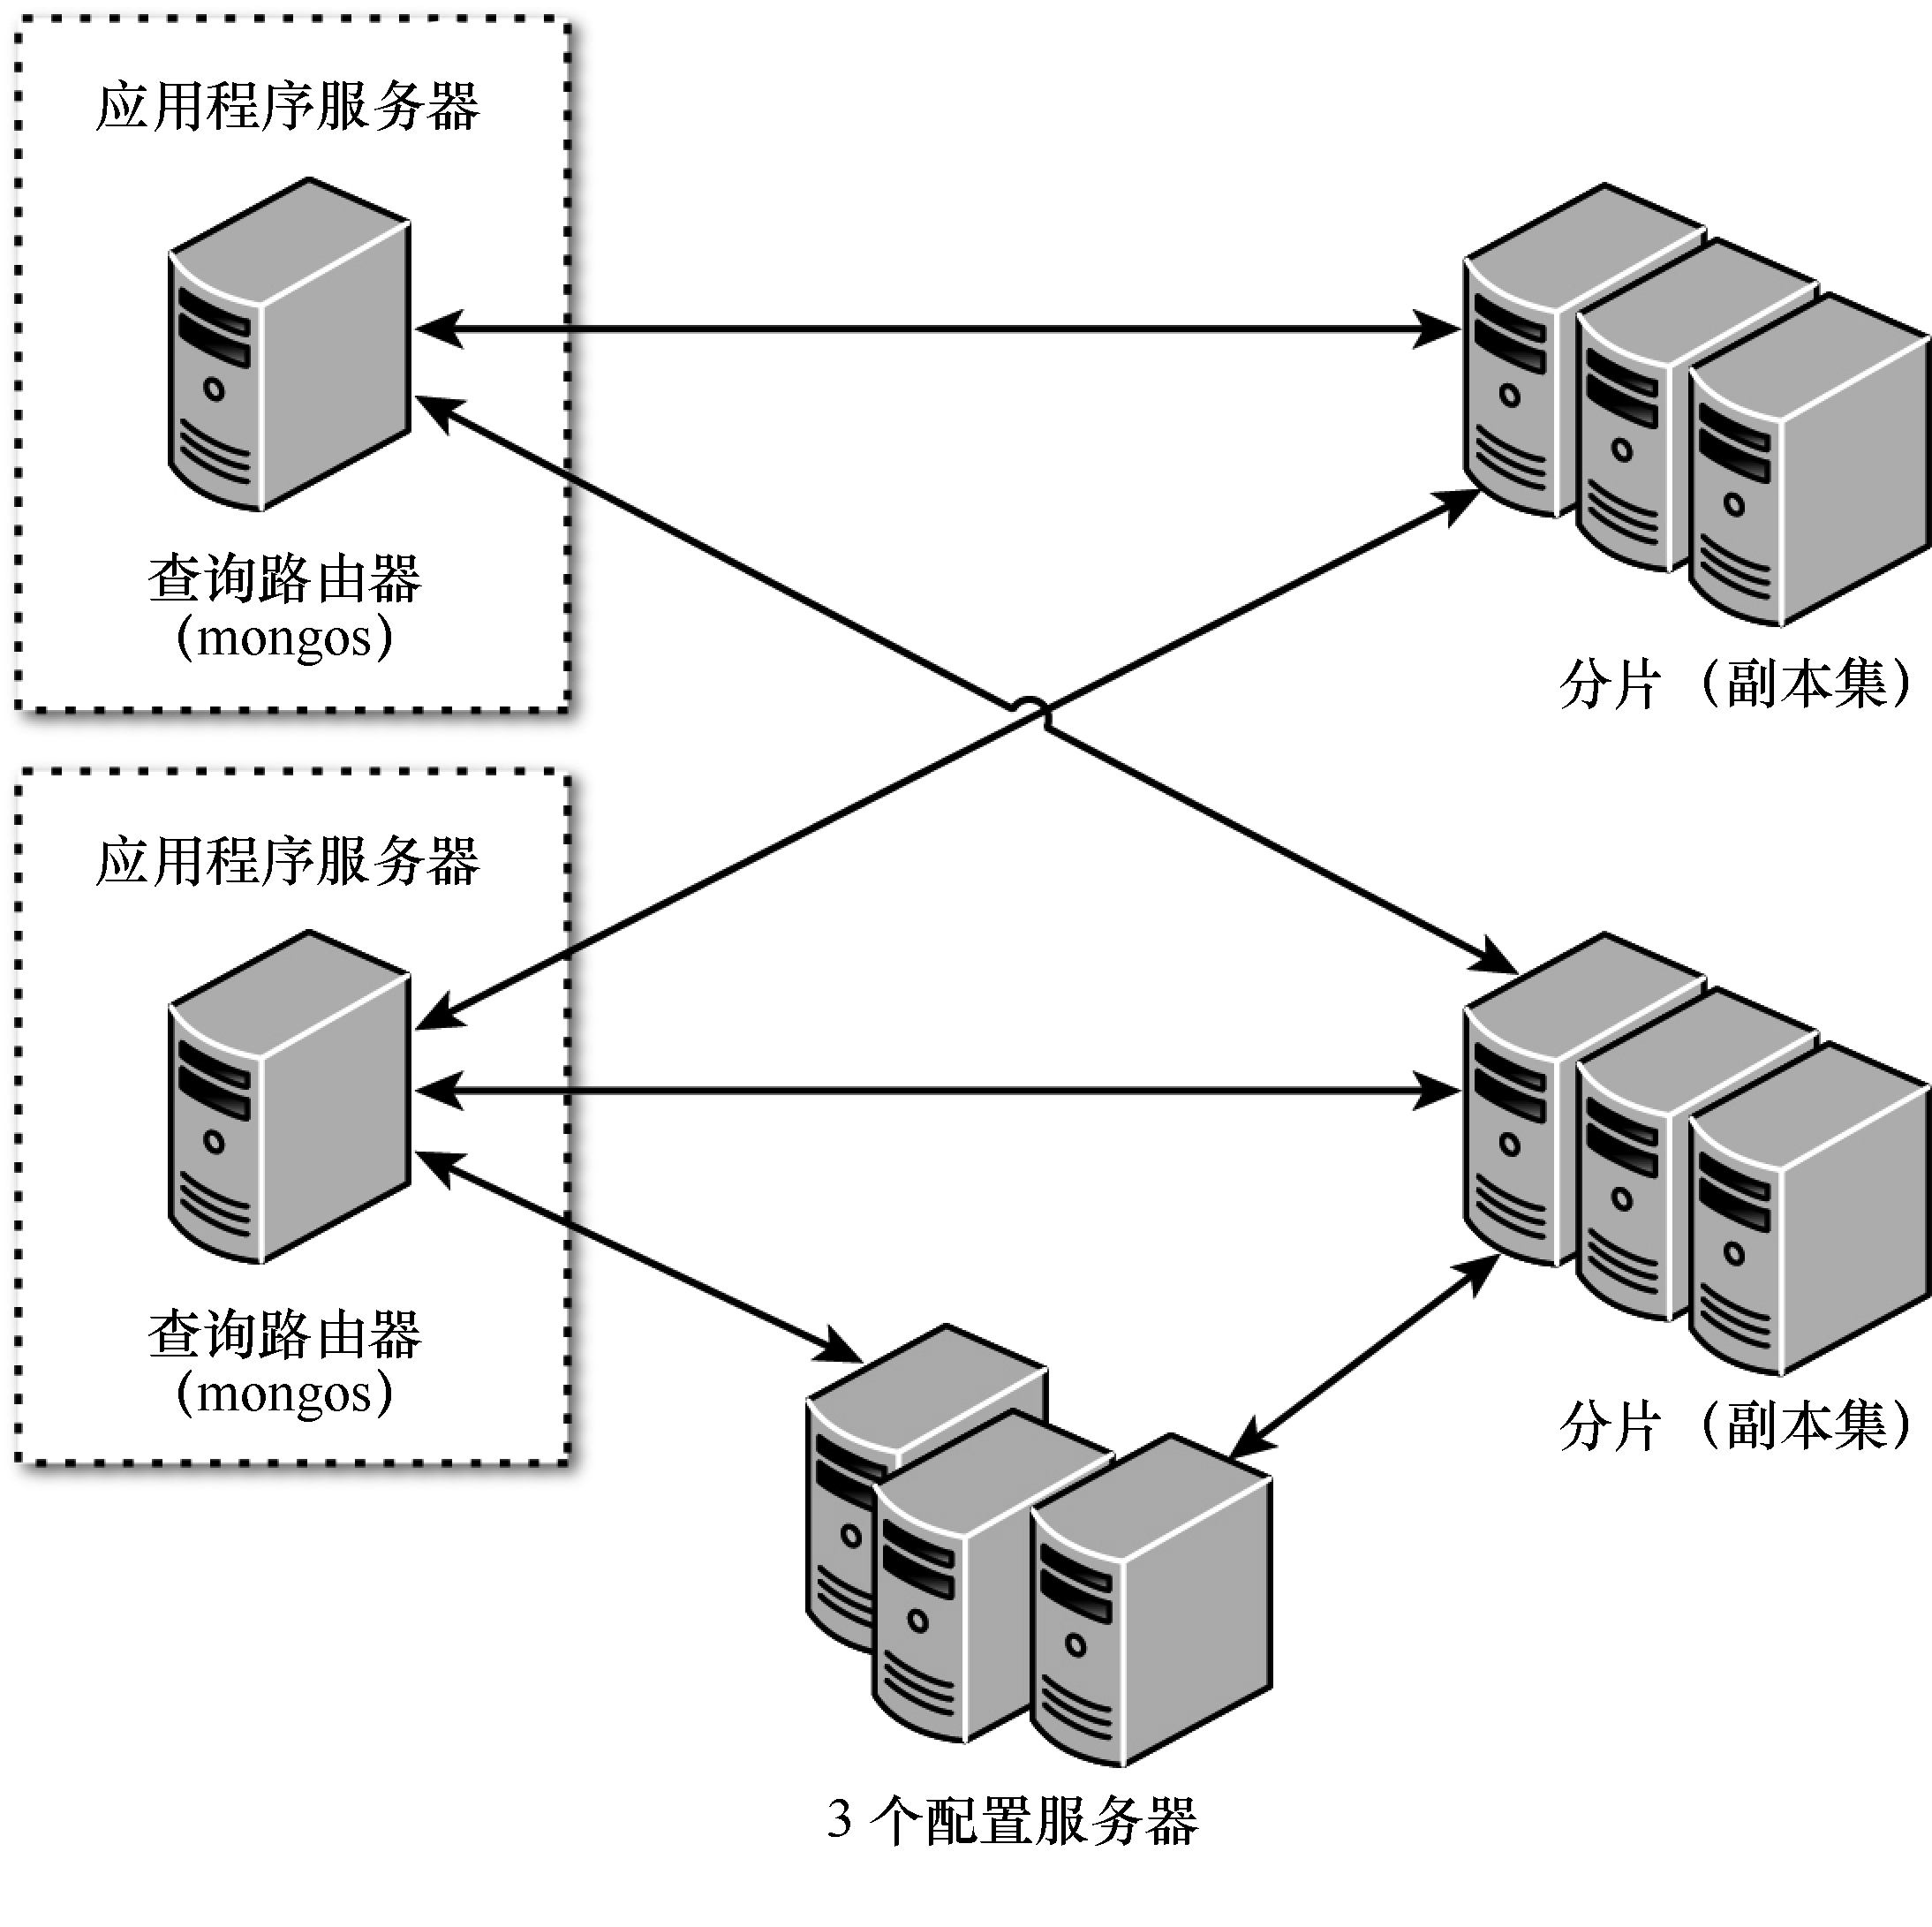 应用程序服务器
查询路由器
（mongos）
分片（副本集）
应用程序服务器
查询路由器
（mongos）
分片（副本集）
3 个配置服务器